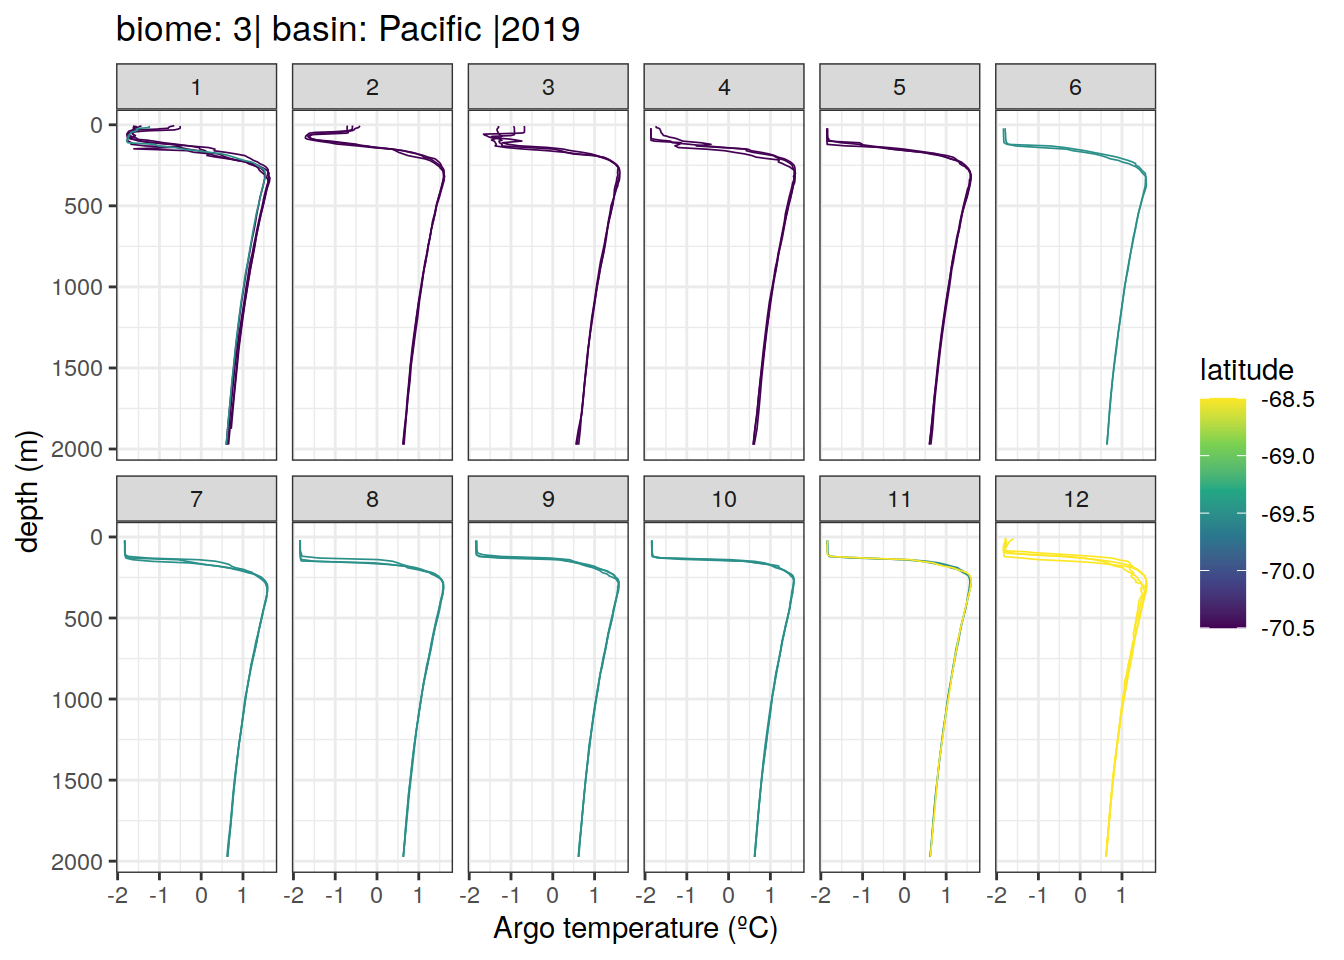 biome: 3| basin: Pacific |2019
1 2 3 4 5 6
0
500
1000
1500
2000
7 8 9 10 11 12
0
500
1000
1500
2000
-2 -1 0 1 -2 -1 0 1 -2 -1 0 1 -2 -1 0 1 -2 -1 0 1 -2 -1 0 1
Argo temperature (ºC)
depth (m)
latitude
-68.5
-69.0
-69.5
-70.0
-70.5